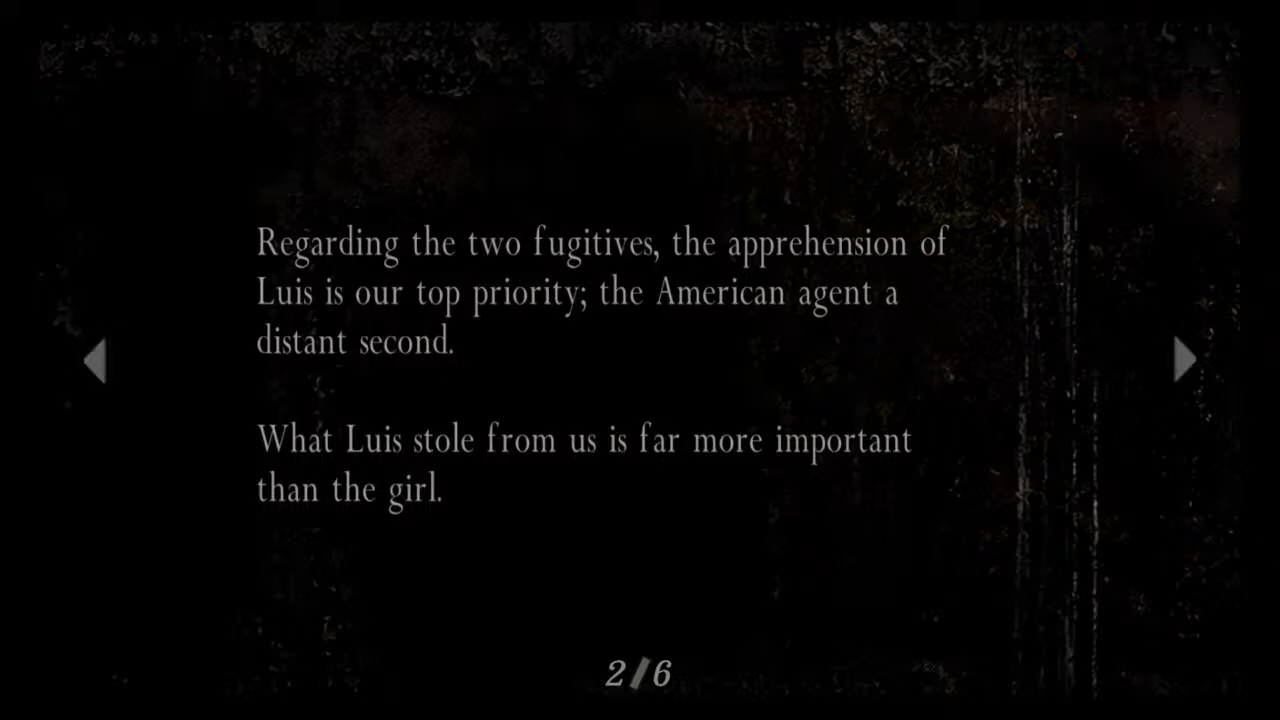 Regarding the two fugitives, the apprehension of
Luis is our top priority; the American agent a
distant second.
What Luis stole from us is far more important
than the girl.
2/6